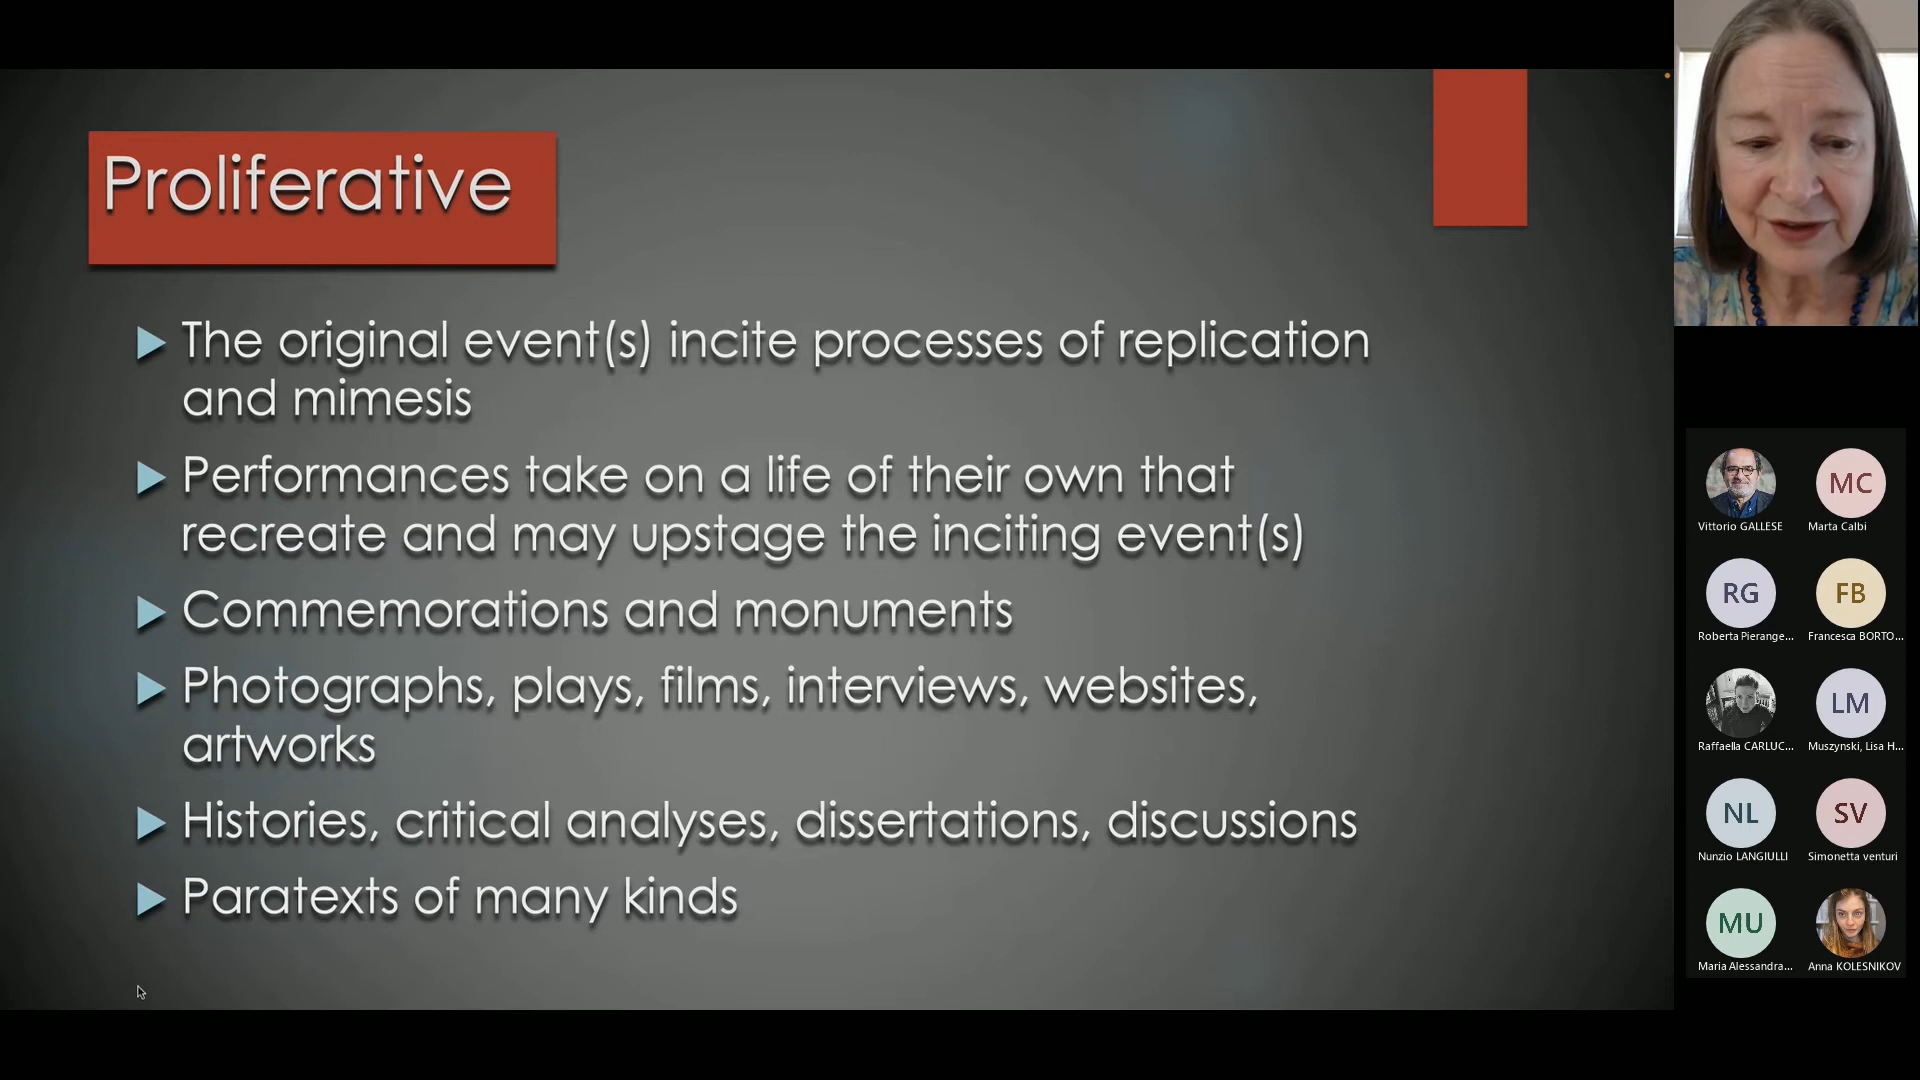 Proliferative
The original event(s) incite processes of replication
and mimesis
Performances take on a life of their own that
recreate and may upstage the inciting event(s)
Commemorations and monuments
Photographs, plays, films, interviews, websites,
artworks
Histories, critical analyses, dissertations, discussions
Paratexts of many kinds
MC
Vittorio GALLESE
Marta Calbi
RG
FB
Roberta Pierange...
Francesca BORTO...
LM
Raffaella CARLUC...
Muszynski, Lisa H...
NL
SV
Nunzio LANGIULLI
Simonetta venturi
MU
Maria Alessandra...
Anna KOLESNIKOV